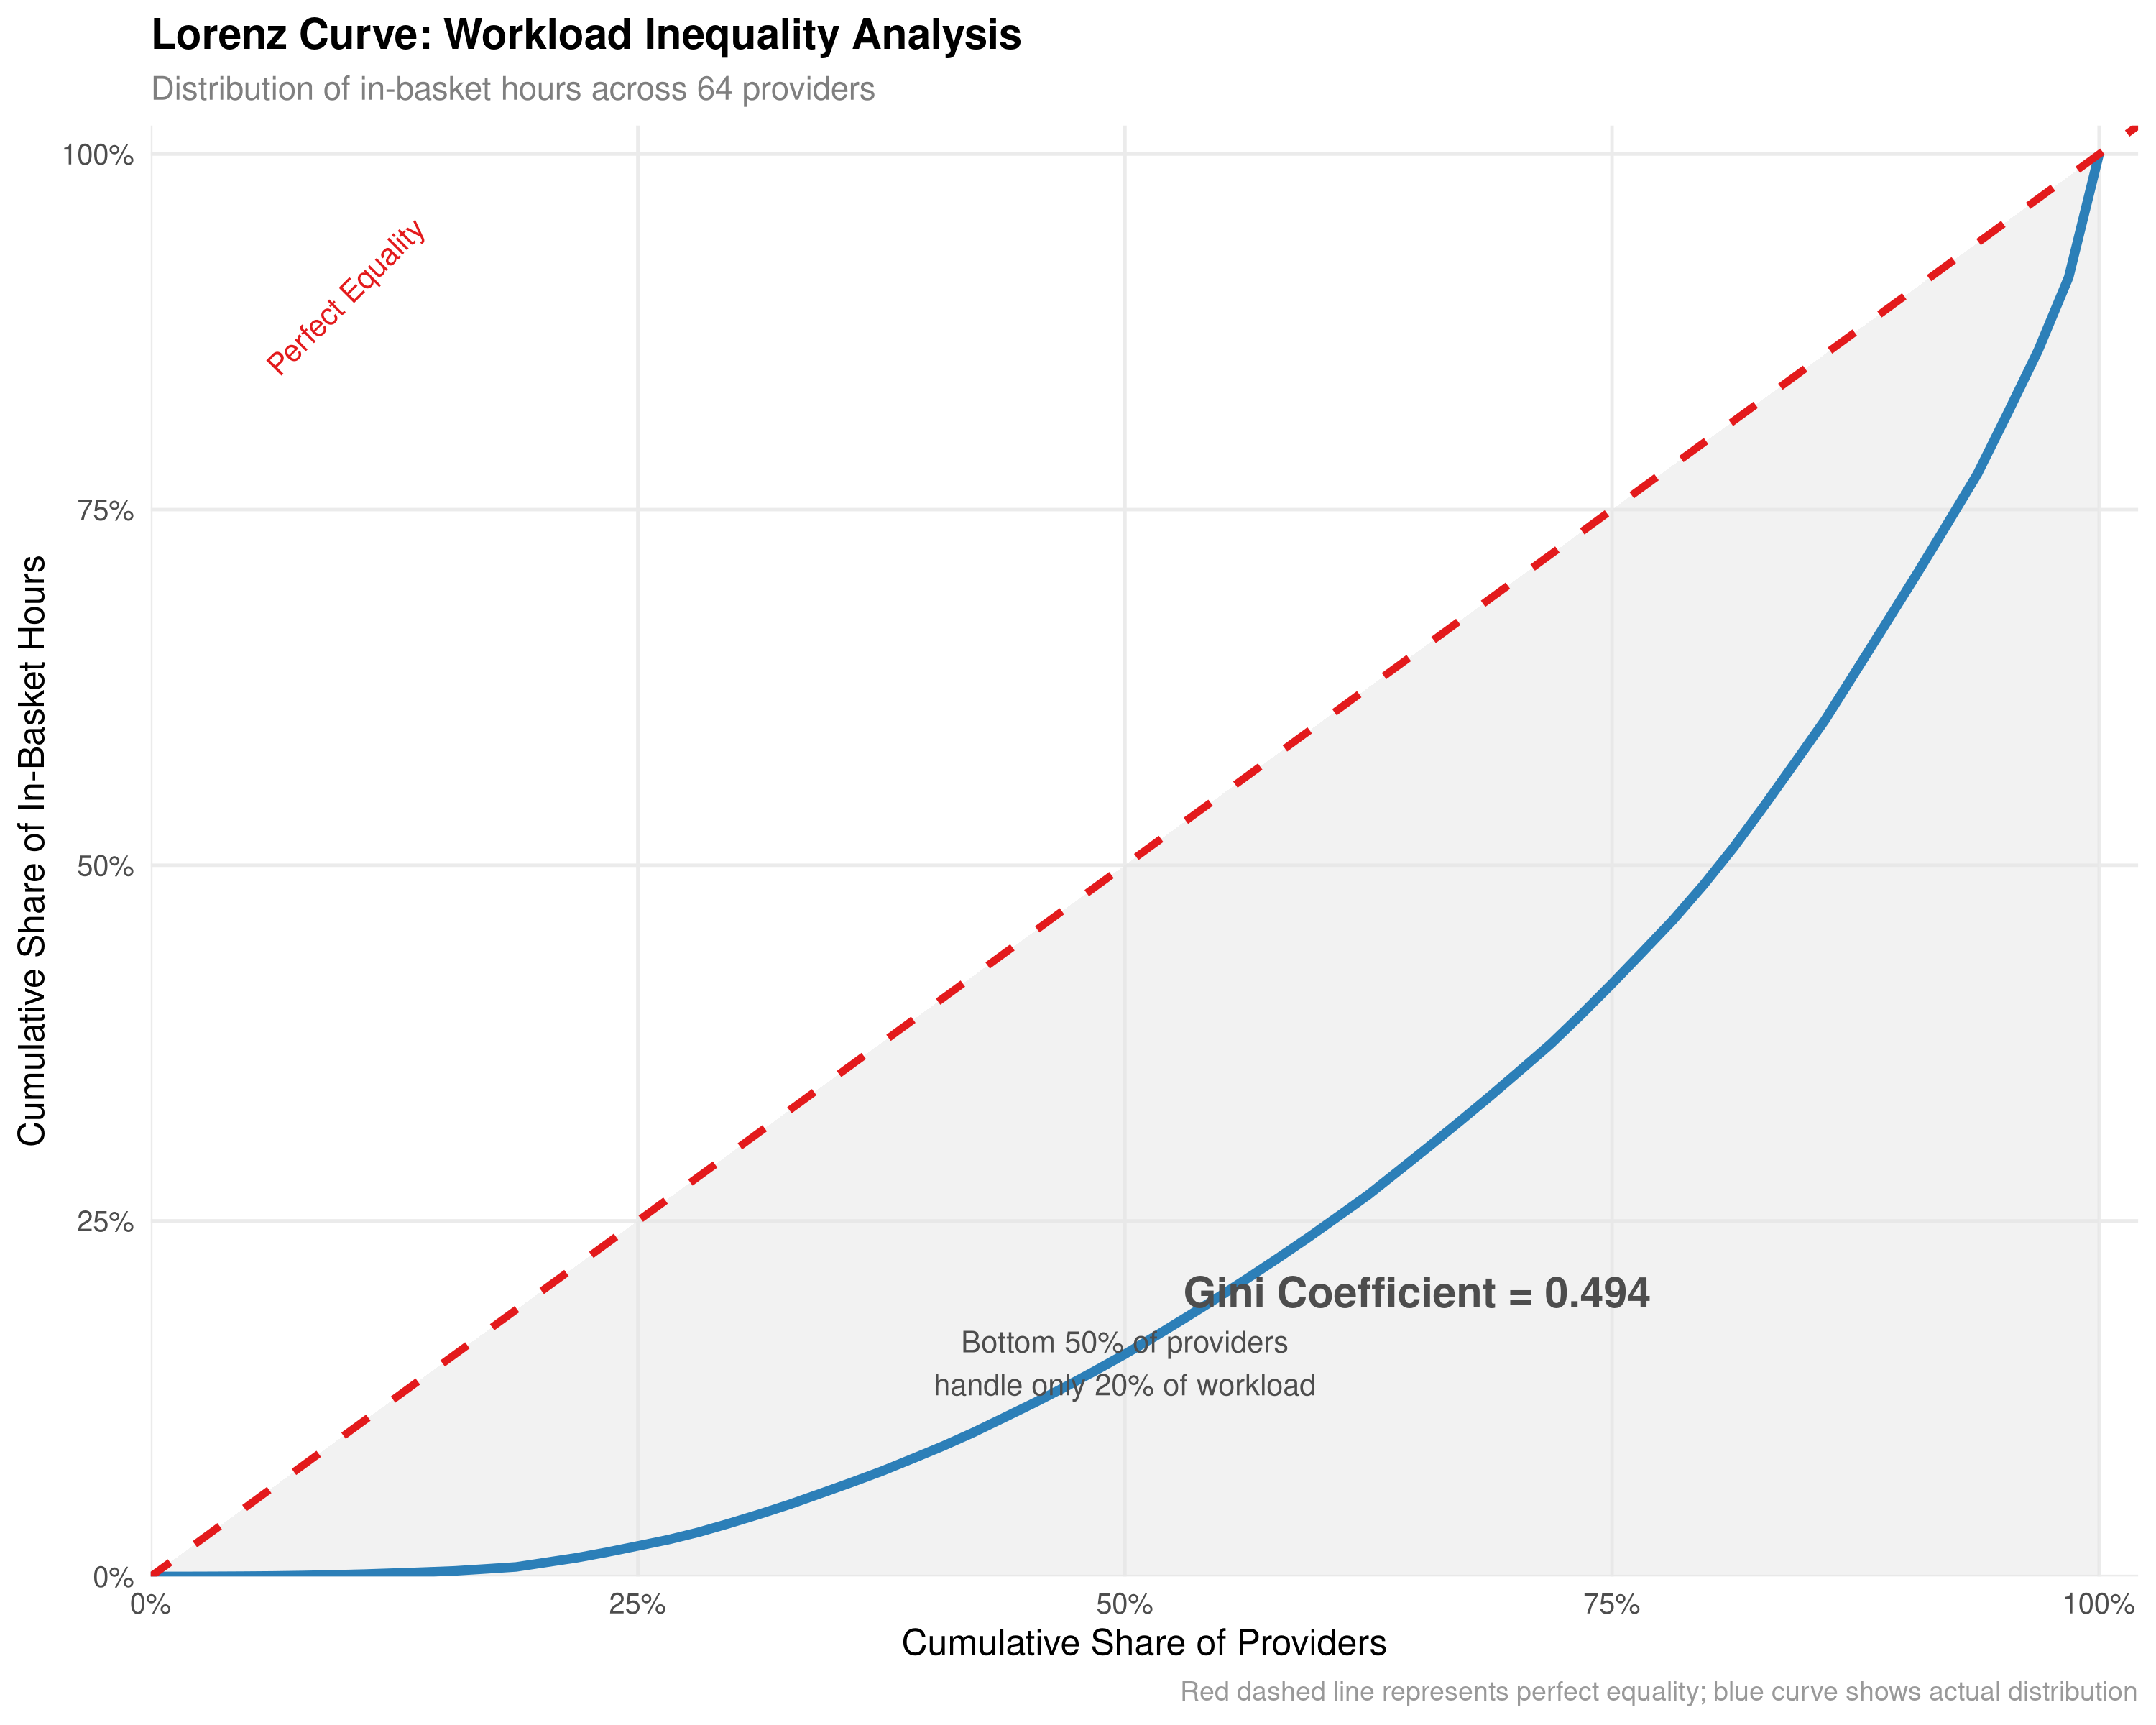 Lorenz Curve: Workload Inequality Analysis
Distribution of in-basket hours across 64 providers
100%
Perfect Equality
75%
50%
25%
0%
Cumulative Share of In-Basket Hours
Gini Coefficient = 0.494
Bottom 50% of providers
handle only 20% of workload
0%
25%
50%
75%
100%
Cumulative Share of Providers
Red dashed line represents perfect equality; blue curve shows actual distribution